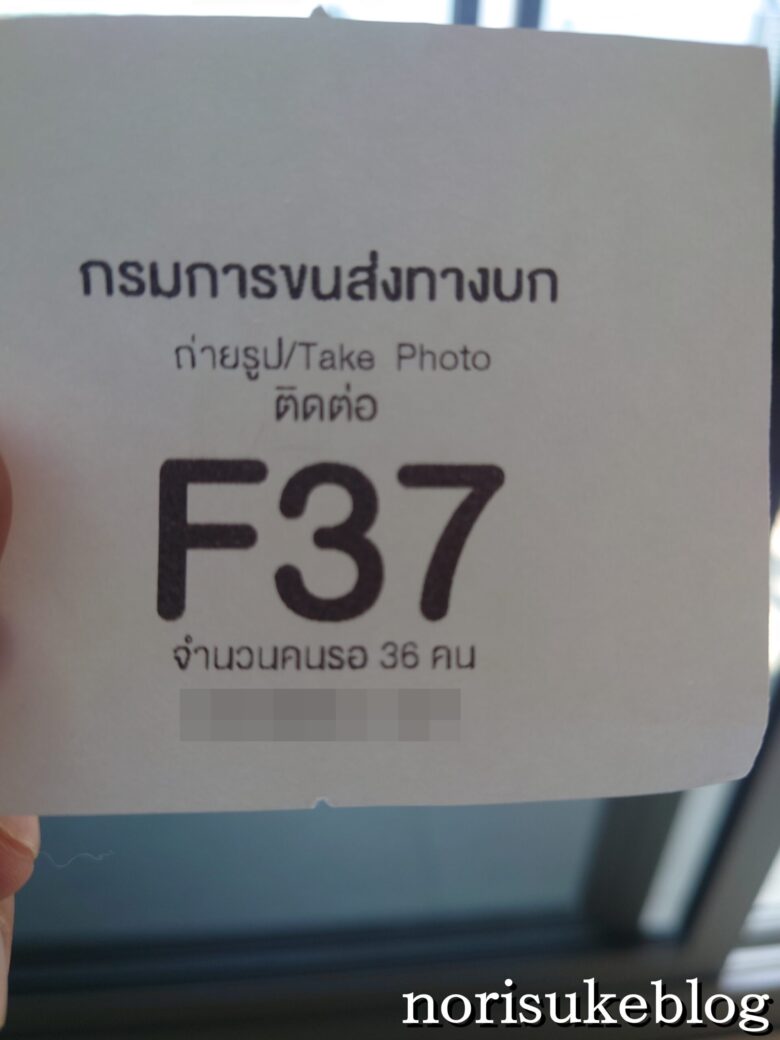 กรมการขนส่งทางบก
ถ่ายรูป/Take Photo
ติดต่อ
F37
จำนวนคนรอ 36 คน
norisukeblog